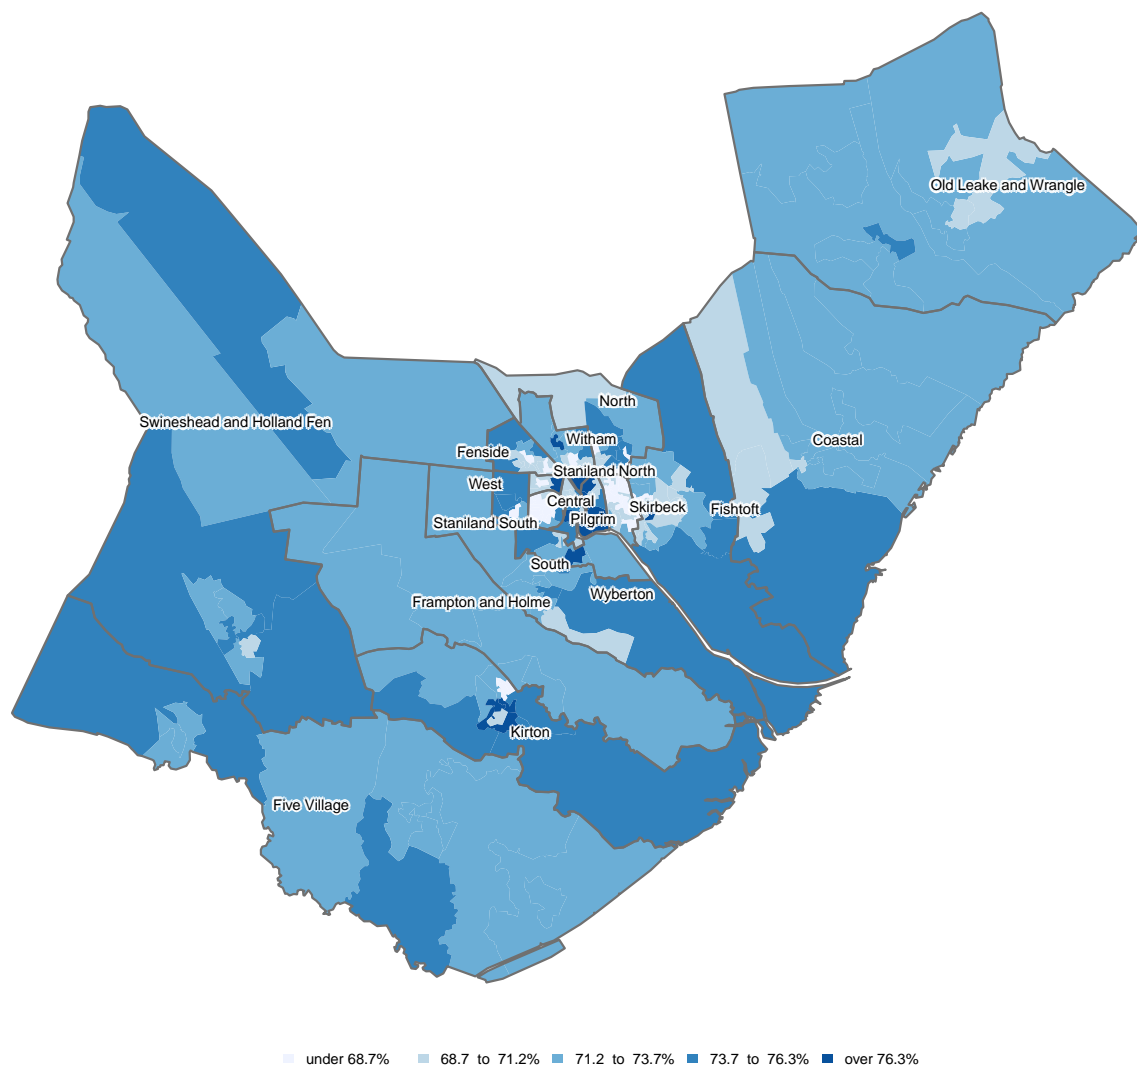 Old Leake and Wrangle
North
Swineshead and Holland Fen
Witham
Coastal
Fenside
Staniland North
West
Central
Skirbeck
Fishtoft
Staniland South
Pilgrim
South
Wyberton
Frampton and Holme
Kirton
Five Village
under 68.7% 68.7 to 71.2% 71.2 to 73.7% 73.7 to 76.3% over 76.3%